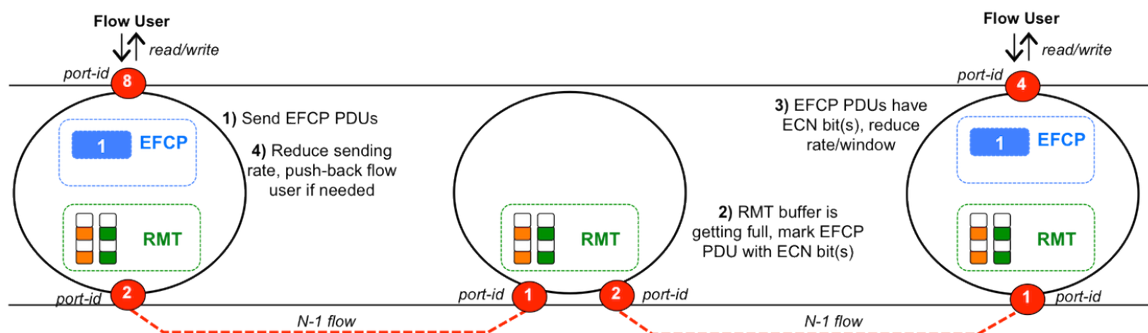 Flow User
read/write
port-id
8
1) Send EFCP PDUs
4) Reduce sending
rate, push-back flow
user if needed
1
EFCP
RMT
port-id
2
N-1 flow
RMT
2) RMT buffer is
getting full, mark EFCP
PDU with ECN bit(s)
port-id
1
2
port-id
N-1 flow
Flow User
read/write
port-id
4
3) EFCP PDUs have
ECN bit(s), reduce
rate/window
1
EFCP
RMT
1
port-id